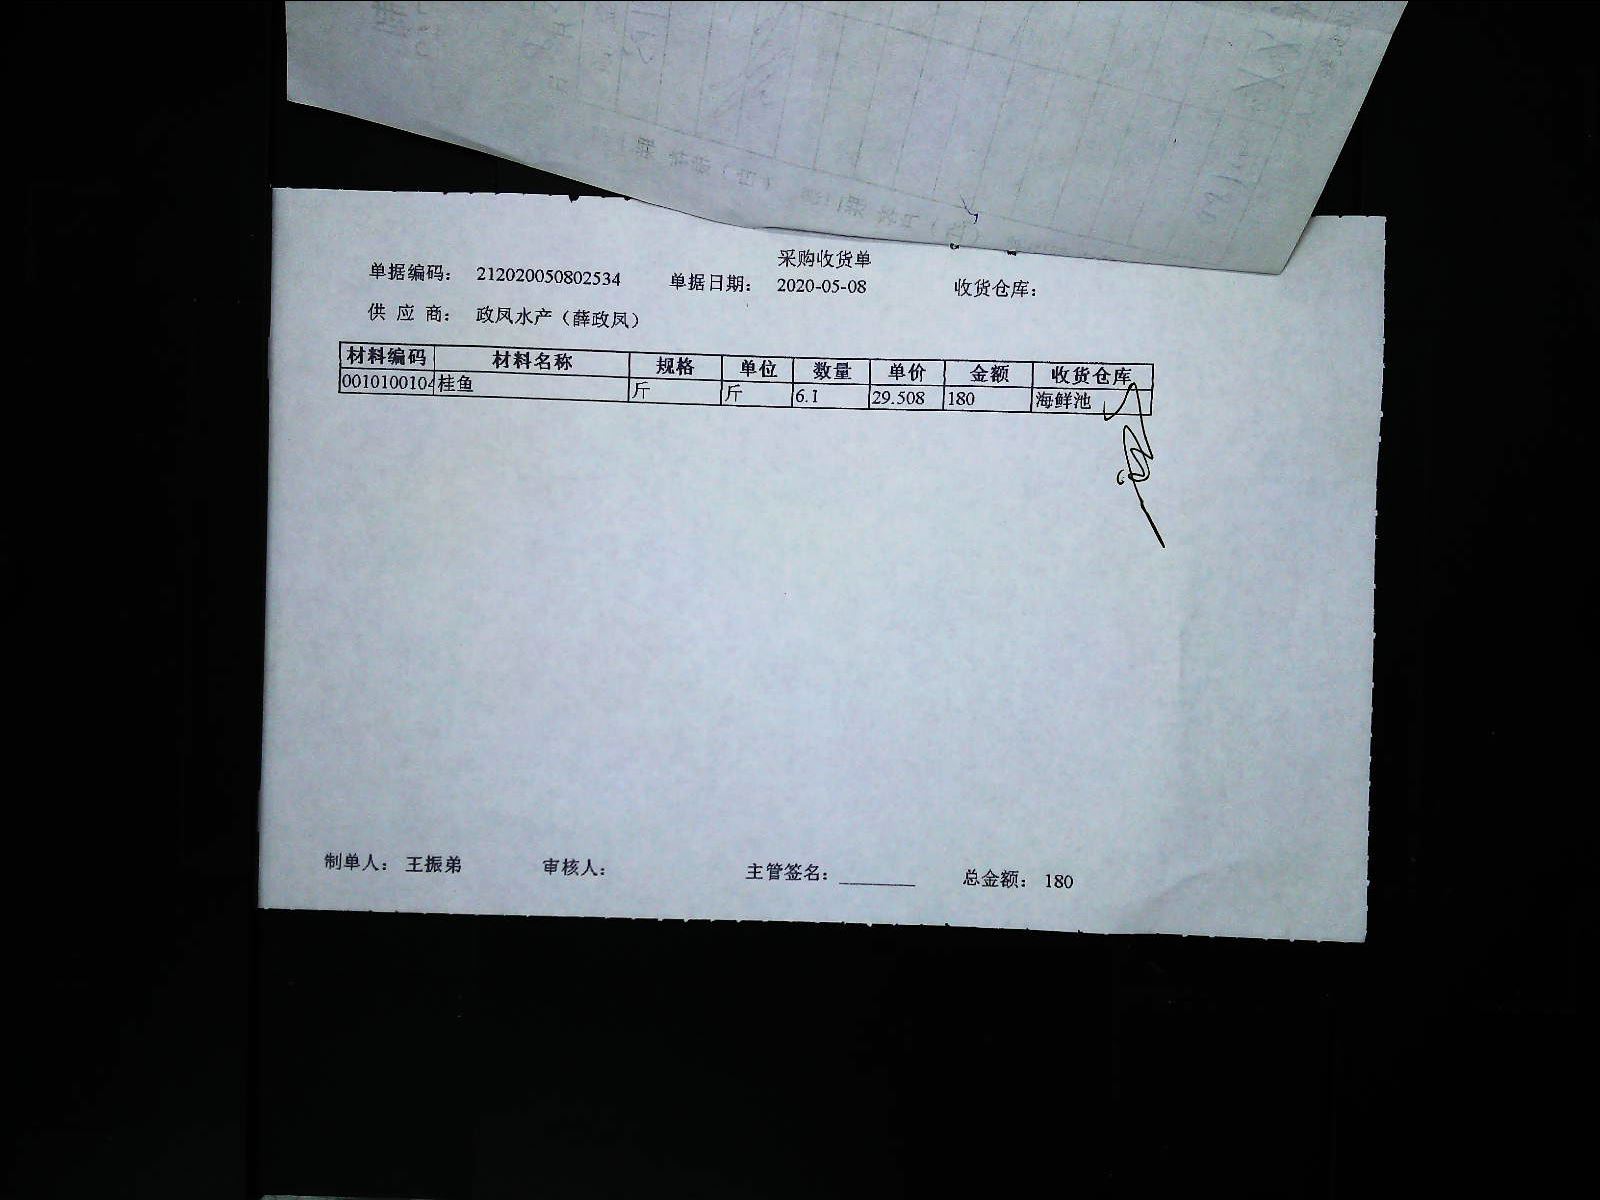 采购收货单
单据编码： 212020050802534 单据日期： 2020-05-08 收货仓库：
供 应 商： 政凤水产（薛政凤）
材料编码 材料名称 规格 单位 数量 单价 金额 收货仓库
0010100104 桂鱼 斤 斤 6.1 29.508 180 海鲜池
制单人： 王振弟 审核人： 主管签名： 总金额： 180